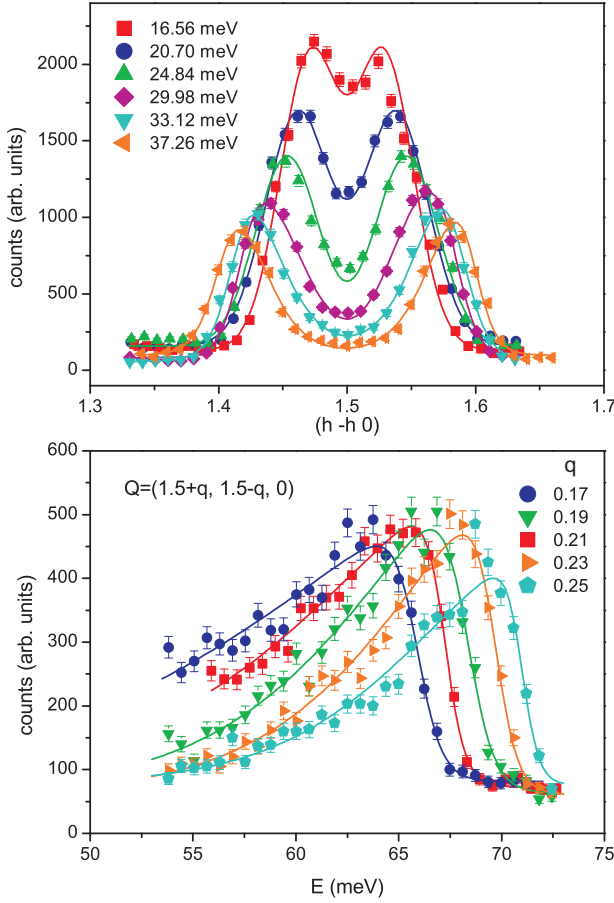 16.56 meV
20.70 meV
24.84 meV
29.98 meV
33.12 meV
37.26 meV
counts (arb. units)
2000
1500
1000
500
0
1.3 1.4 1.5 1.6 1.7
(h -h 0)
Q=(1.5+q, 1.5-q, 0)
q
0.17
0.19
0.21
0.23
0.25
counts (arb. units)
600
500
400
300
200
100
0
50 55 60 65 70 75
E (meV)